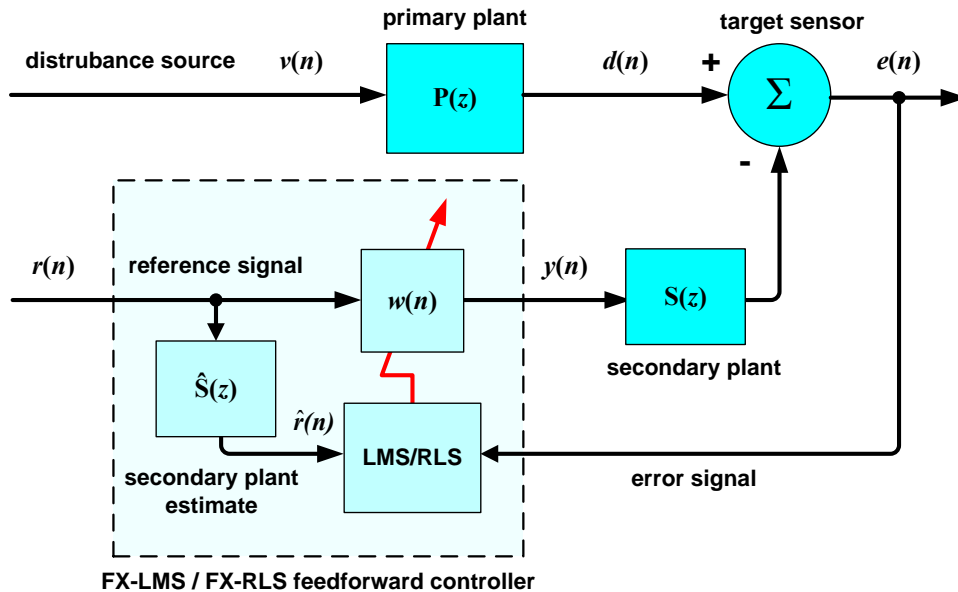 primary plant
target sensor
distrubance source
v(n)
P(z)
d(n)
+
Σ
e(n)
-
r(n)
reference signal
w(n)
y(n)
S(z)
secondary plant
Ŝ(z)
r̂(n)
LMS/RLS
error signal
secondary plant
estimate
FX-LMS / FX-RLS feedforward controller